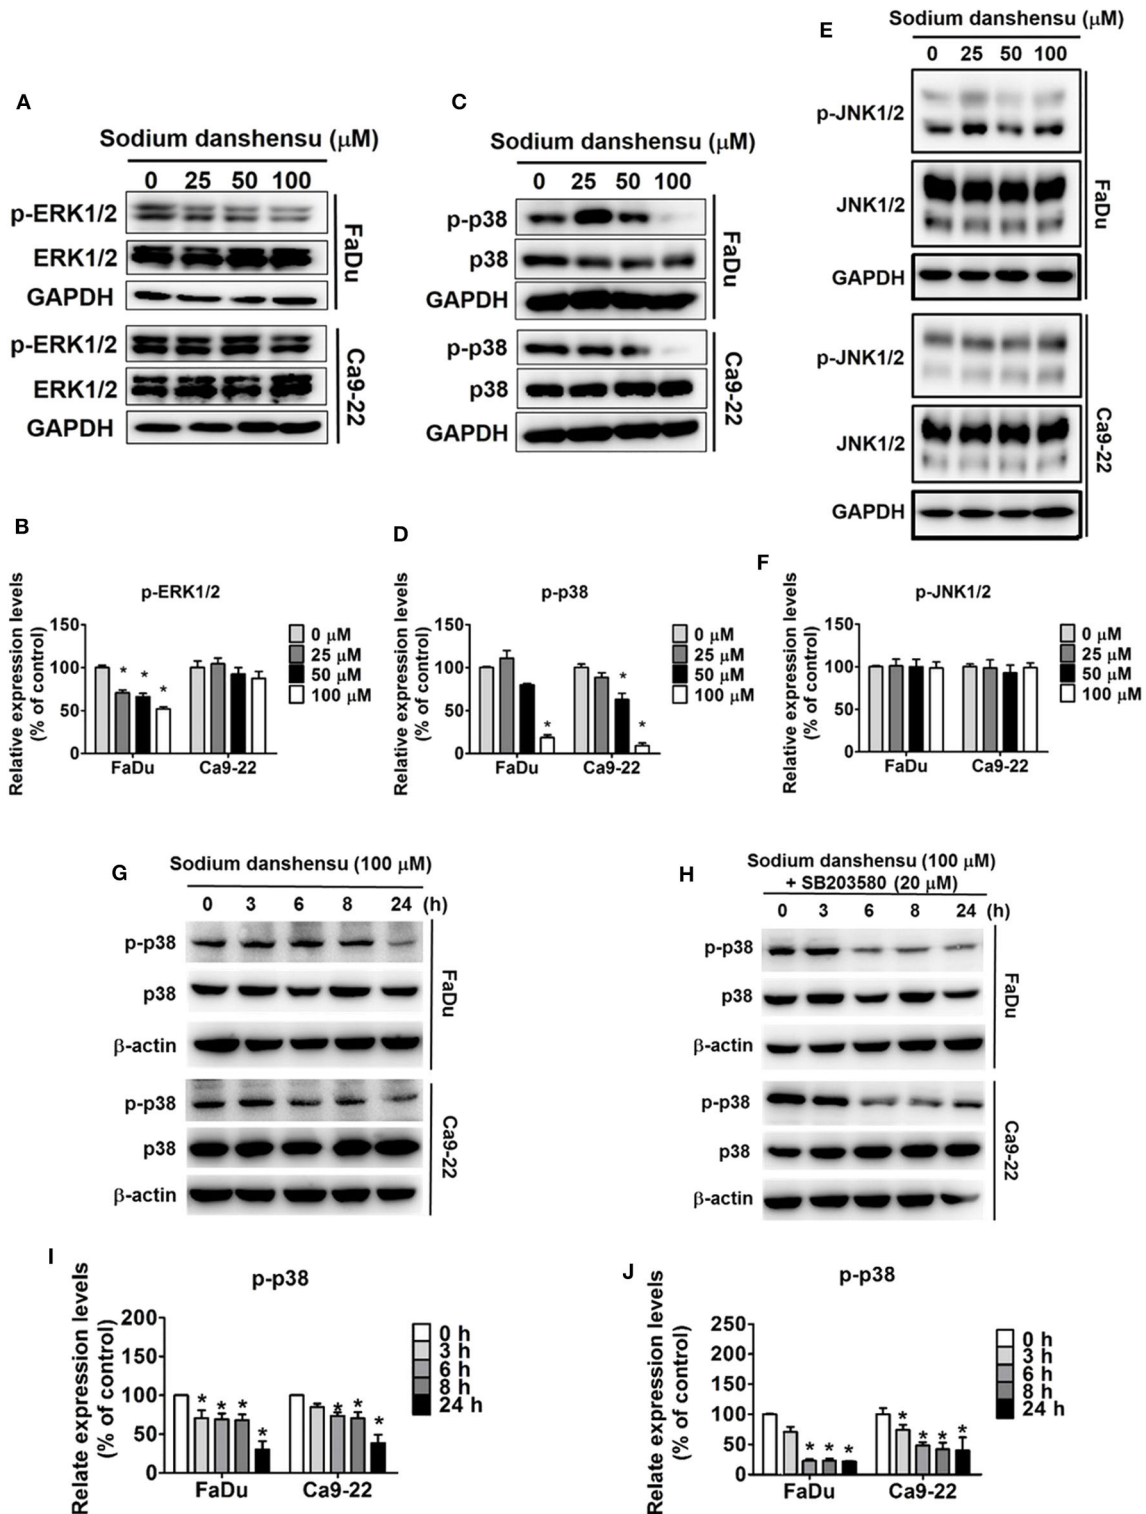 A
Sodium danshensu (μM)
0 25 50 100
p-ERK1/2
ERK1/2
GAPDH
FaDu
p-ERK1/2
ERK1/2
GAPDH
Ca9-22
B
p-ERK1/2
Relative expression levels
(% of control)
150
100
50
0
* * *
FaDu Ca9-22
0 μM
25 μM
50 μM
100 μM
C
Sodium danshensu (μM)
0 25 50 100
p-p38
p38
GAPDH
FaDu
p-p38
p38
GAPDH
Ca9-22
D
p-p38
Relative expression levels
(% of control)
150
100
50
0
* * *
FaDu Ca9-22
0 μM
25 μM
50 μM
100 μM
E
Sodium danshensu (μM)
0 25 50 100
p-JNK1/2
JNK1/2
GAPDH
FaDu
p-JNK1/2
JNK1/2
GAPDH
Ca9-22
F
p-JNK1/2
Relative expression levels
(% of control)
150
100
50
0
FaDu Ca9-22
0 μM
25 μM
50 μM
100 μM
G
Sodium danshensu (100 μM)
0 3 6 8 24 (h)
p-p38
p38
β-actin
FaDu
p-p38
p38
β-actin
Ca9-22
H
Sodium danshensu (100 μM)
+ SB203580 (20 μM)
0 3 6 8 24 (h)
p-p38
p38
β-actin
FaDu
p-p38
p38
β-actin
Ca9-22
I
p-p38
Relate expression levels
(% of control)
200
150
100
50
0
* * * * * * *
FaDu Ca9-22
0 h
3 h
6 h
8 h
24 h
J
p-p38
Relate expression levels
(% of control)
250
200
150
100
50
0
* * * * * * *
FaDu Ca9-22
0 h
3 h
6 h
8 h
24 h